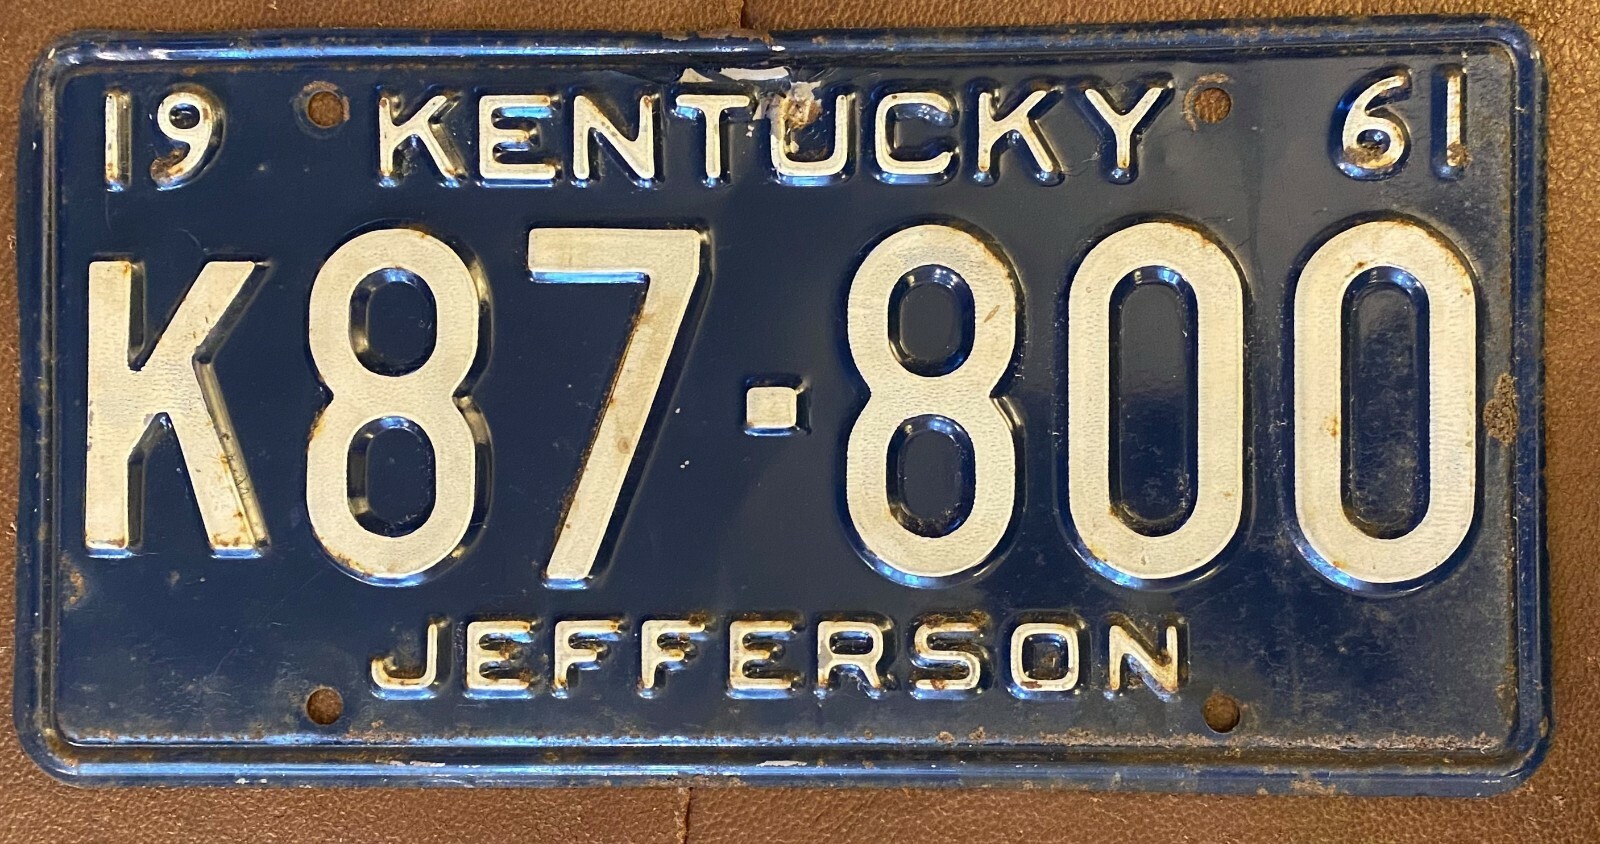 19 KENTUCKY 61
K87-800
JEFFERSON